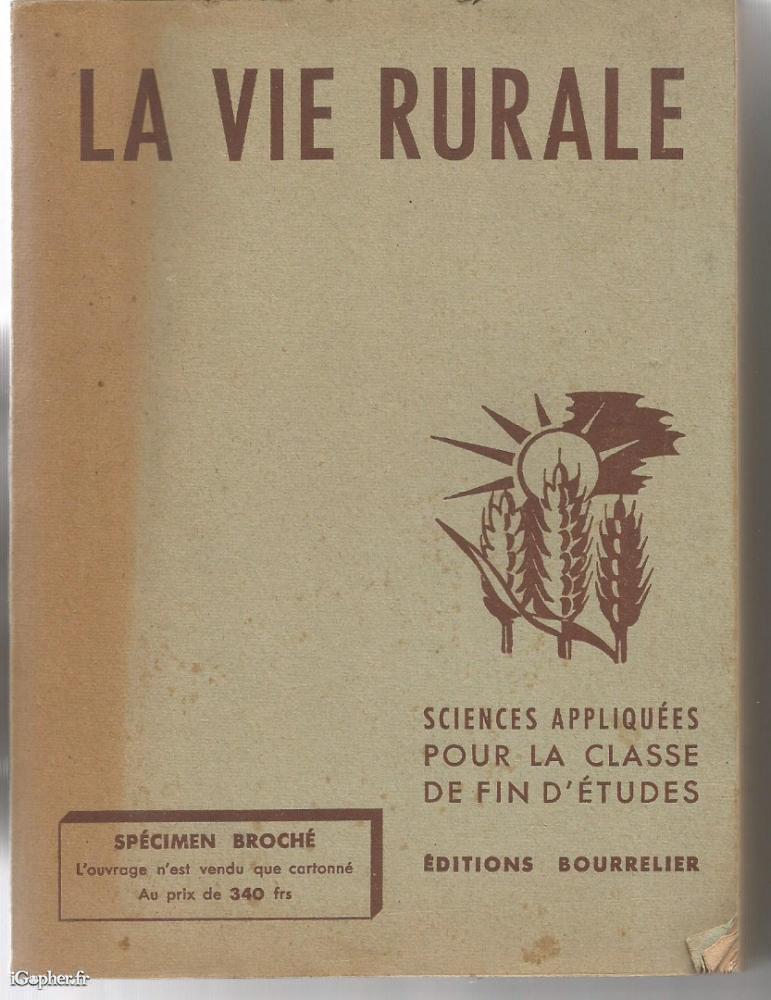 LA VIE RURALE
SCIENCES APPLIQUÉES
POUR LA CLASSE
DE FIN D'ÉTUDES
SPÉCIMEN BROCHÉ
L'ouvrage n'est vendu que cartonné
Au prix de 340 frs
ÉDITIONS BOURRELIER
iGopher.fr